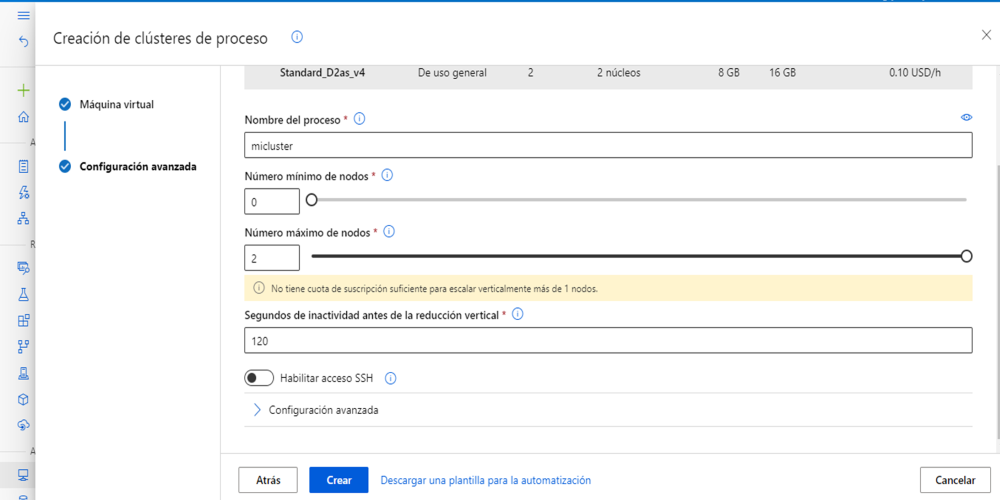 Creación de clústeres de proceso
Standard_D2as_v4 De uso general 2 2 núcleos 8 GB 16 GB 0.10 USD/h
Máquina virtual
Configuración avanzada
Nombre del proceso *
micluster
Número mínimo de nodos *
0
Número máximo de nodos *
2
No tiene cuota de suscripción suficiente para escalar verticalmente más de 1 nodos.
Segundos de inactividad antes de la reducción vertical *
120
Habilitar acceso SSH
Configuración avanzada
Atrás Crear Descargar una plantilla para la automatización Cancelar